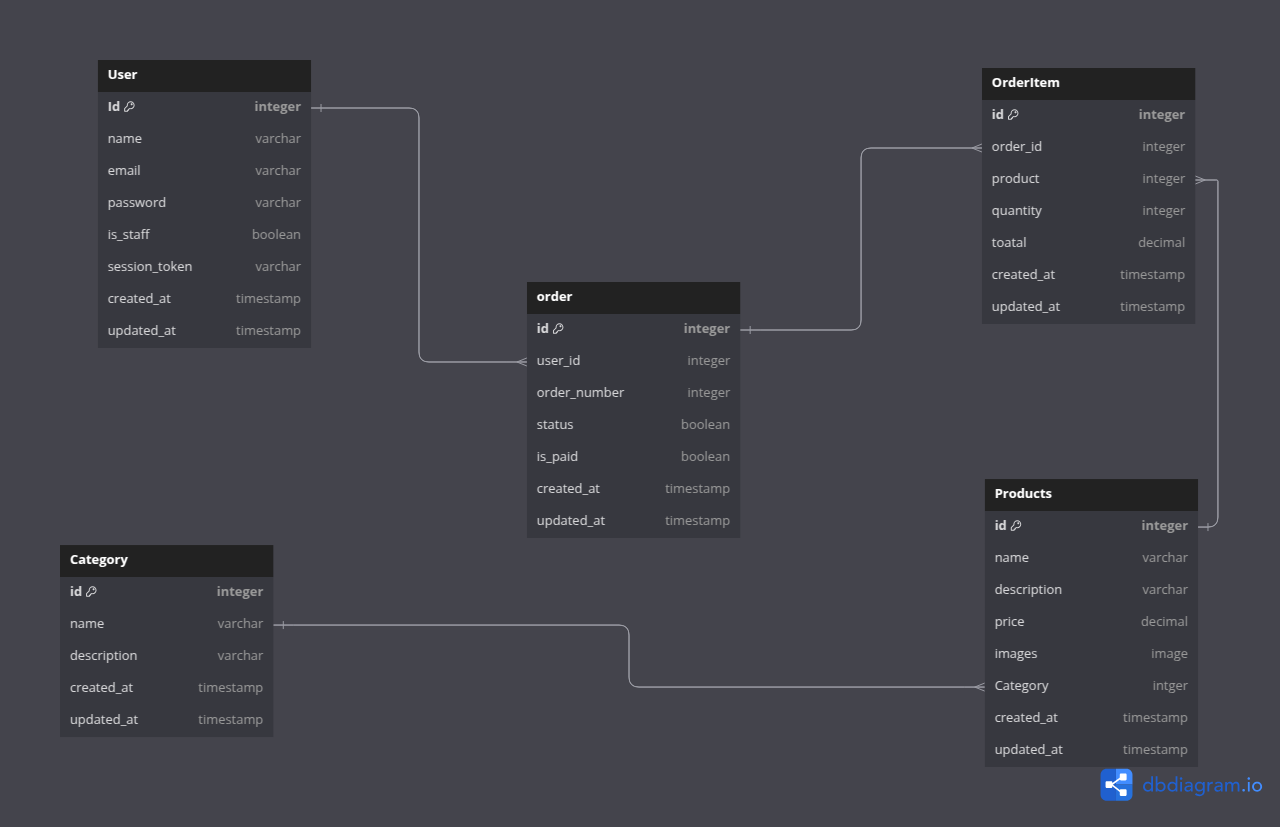 User
Id integer
name varchar
email varchar
password varchar
is_staff boolean
session_token varchar
created_at timestamp
updated_at timestamp
OrderItem
id integer
order_id integer
product integer
quantity integer
toatal decimal
created_at timestamp
updated_at timestamp
order
id integer
user_id integer
order_number integer
status boolean
is_paid boolean
created_at timestamp
updated_at timestamp
Category
id integer
name varchar
description varchar
created_at timestamp
updated_at timestamp
Products
id integer
name varchar
description varchar
price decimal
images image
Category intger
created_at timestamp
updated_at timestamp
dbdiagram.io